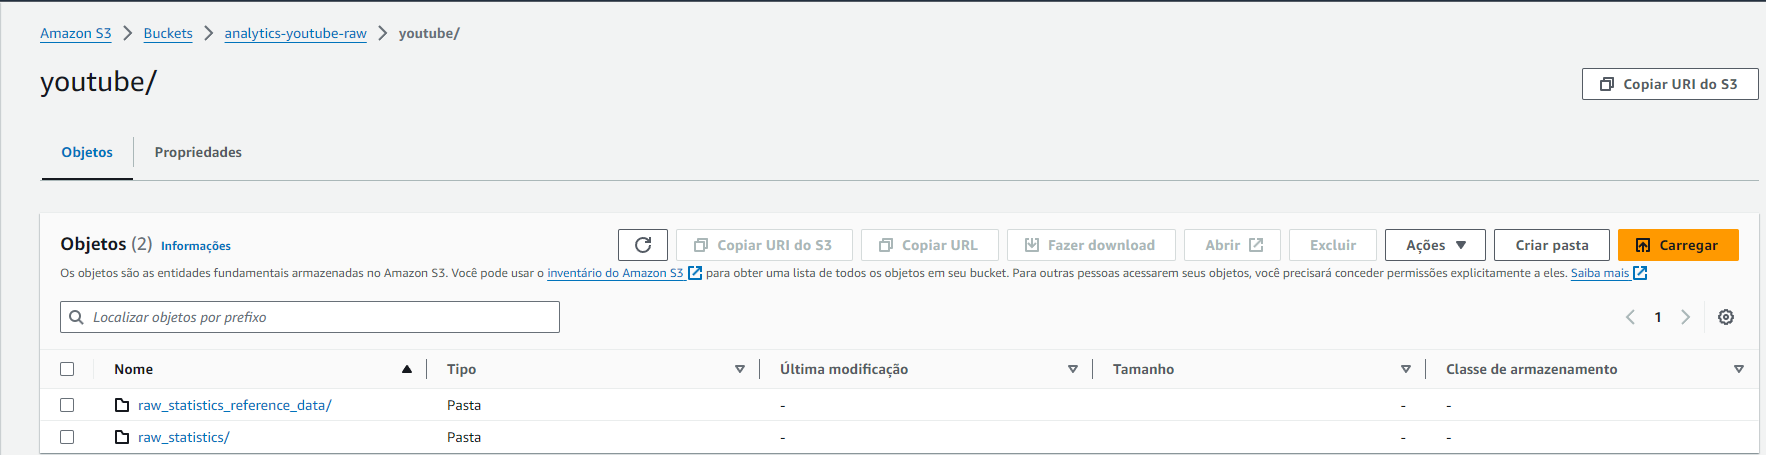 Amazon S3 > Buckets > analytics-youtube-raw > youtube/
youtube/
Copiar URI do S3
Objetos Propriedades
Objetos (2) Informações
Copiar URI do S3 Copiar URL Fazer download Abrir Excluir Ações Criar pasta Carregar
Os objetos são as entidades fundamentais armazenadas no Amazon S3. Você pode usar o inventário do Amazon S3 para obter uma lista de todos os objetos em seu bucket. Para outras pessoas acessarem seus objetos, você precisará conceder permissões explicitamente a eles. Saiba mais
Localizar objetos por prefixo
1
Nome Tipo Última modificação Tamanho Classe de armazenamento
raw_statistics_reference_data/ Pasta - - -
raw_statistics/ Pasta - - -